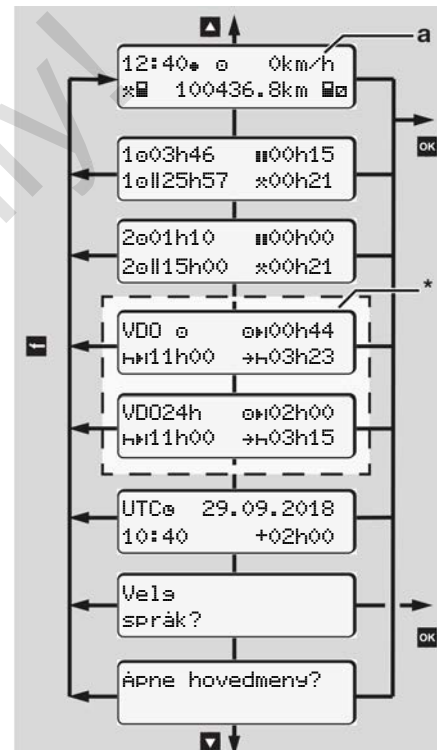 a
12:40 0km/h
100436.8km
OK
1 03h46 00h15
1 25h57 00h21
2 01h10 00h00
2 15h00 00h21
*
VDO 00h44
11h00 03h23
VDO24h 02h00
11h00 03h15
UTC 29.09.2018
10:40 +02h00
Velg
språk?
OK
Åpne hovedmeny?